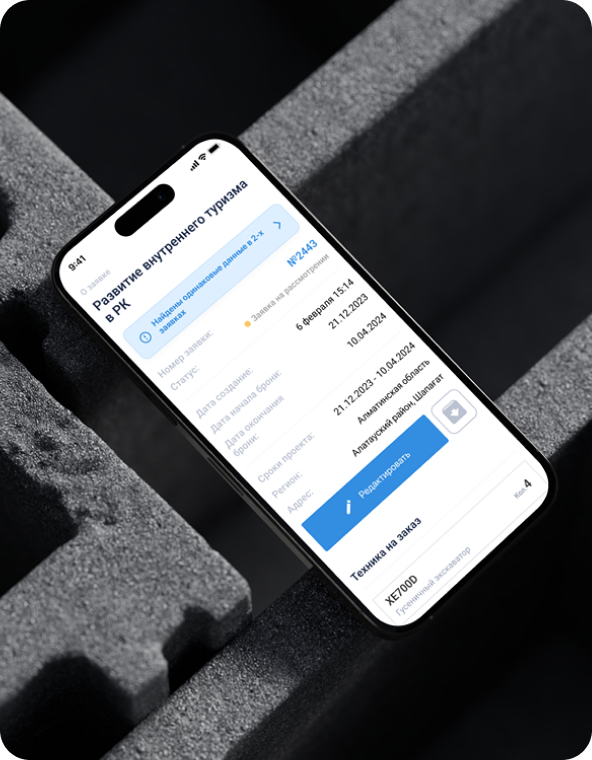 9:41
О заявке
Развитие внутреннего туризма
в РК
Найдены одинаковые данные в 2-х
заявках
Номер заявки: №2443
Статус: Заявка на рассмотрении
Дата создание: 6 февраля 15:14
Дата начала брони: 21.12.2023
Дата окончания 10.04.2024
брони:
Сроки проекта: 21.12.2023 - 10.04.2024
Регион: Алматинская область
Адрес: Алатауский район, Шапагат
Редактировать
Техника на заказ
XE700D Кол. 4
Гусеничный экскаватор